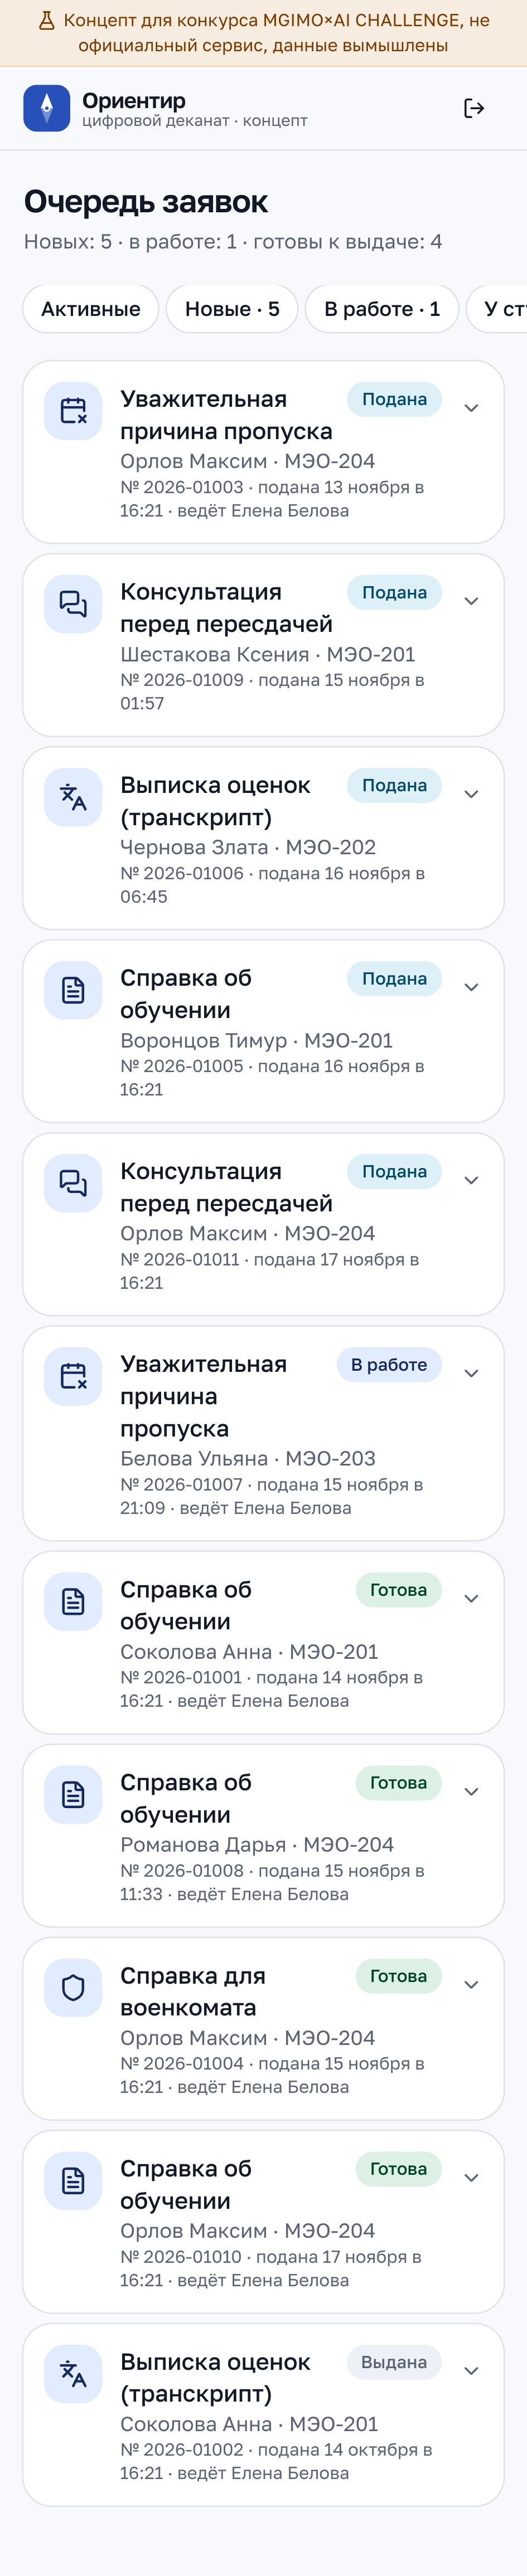 Концепт для конкурса MGIMO×AI CHALLENGE, не
официальный сервис, данные вымышлены
Ориентир
цифровой деканат · концепт
Очередь заявок
Новых: 5 · в работе: 1 · готовы к выдаче: 4
Активные
Новые · 5
В работе · 1
Уважительная
причина пропуска
Подана
Орлов Максим · МЭО-204
№ 2026-01003 · подана 13 ноября в
16:21 · ведёт Елена Белова
Консультация
перед пересдачей
Подана
Шестакова Ксения · МЭО-201
№ 2026-01009 · подана 15 ноября в
01:57
Выписка оценок
(транскрипт)
Подана
Чернова Злата · МЭО-202
№ 2026-01006 · подана 16 ноября в
06:45
Справка об
обучении
Подана
Воронцов Тимур · МЭО-201
№ 2026-01005 · подана 16 ноября в
16:21
Консультация
перед пересдачей
Подана
Орлов Максим · МЭО-204
№ 2026-01011 · подана 17 ноября в
16:21
Уважительная
причина
пропуска
В работе
Белова Ульяна · МЭО-203
№ 2026-01007 · подана 15 ноября в
21:09 · ведёт Елена Белова
Справка об
обучении
Готова
Соколова Анна · МЭО-201
№ 2026-01001 · подана 14 ноября в
16:21 · ведёт Елена Белова
Справка об
обучении
Готова
Романова Дарья · МЭО-204
№ 2026-01008 · подана 15 ноября в
11:33 · ведёт Елена Белова
Справка для
военкомата
Готова
Орлов Максим · МЭО-204
№ 2026-01004 · подана 15 ноября в
16:21 · ведёт Елена Белова
Справка об
обучении
Готова
Орлов Максим · МЭО-204
№ 2026-01010 · подана 17 ноября в
16:21 · ведёт Елена Белова
Выписка оценок
(транскрипт)
Выдана
Соколова Анна · МЭО-201
№ 2026-01002 · подана 14 октября в
16:21 · ведёт Елена Белова